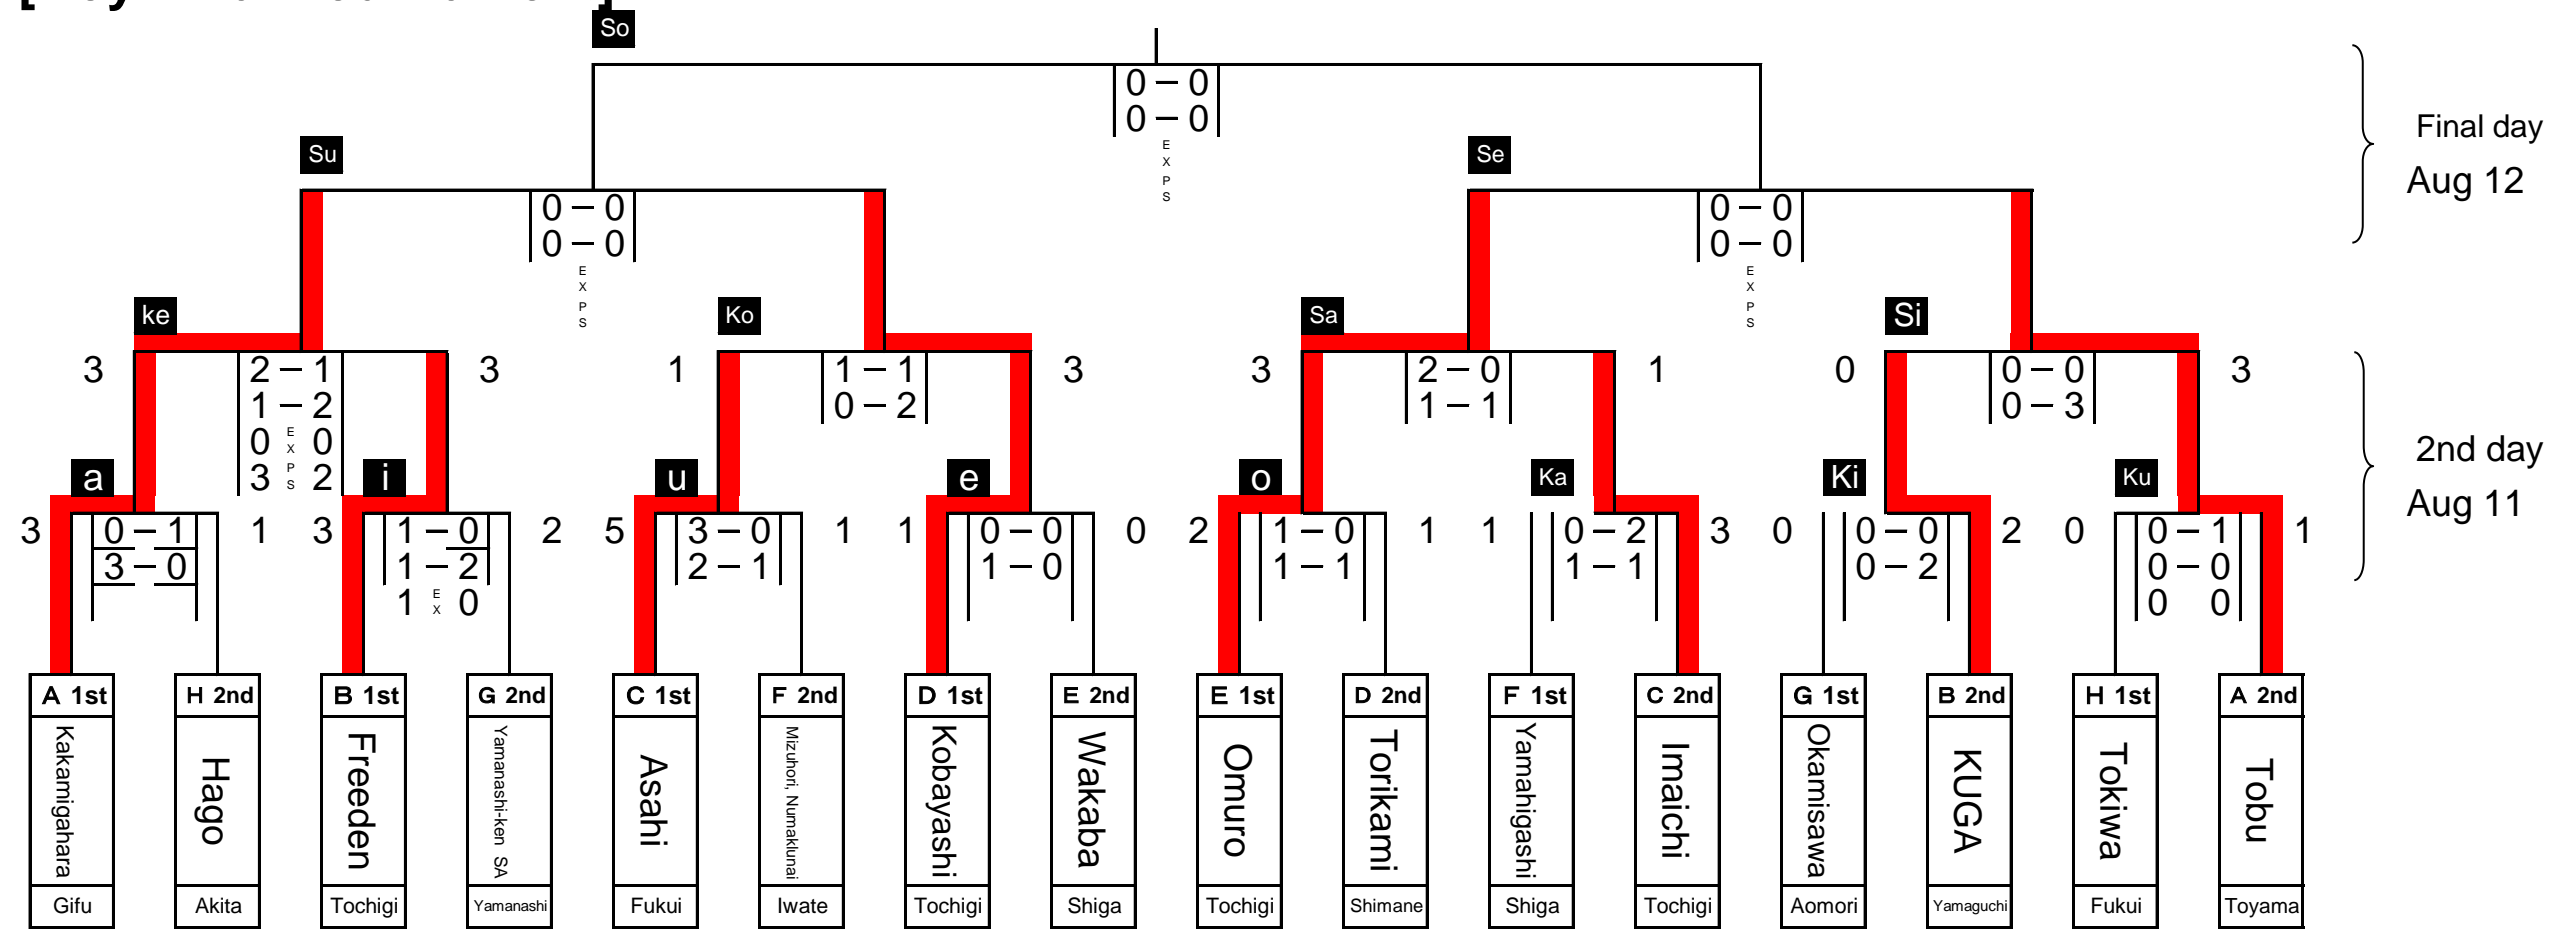 So
0 – 0
0 – 0
E
X
P
S
Final day
Aug 12
Su
0 – 0
0 – 0
E
X
P
S
Se
0 – 0
0 – 0
E
X
P
S
ke
3
2 – 1
3
1 – 2
0 E X 0
3 P S 2
Ko
1
1 – 1
3
0 – 2
Sa
3
2 – 0
1
1 – 1
Si
0
0 – 0
3
0 – 3
2nd day
Aug 11
a
3
0 – 1
1
3 – 0
i
3
1 – 0
2
1 – 2
1 E X 0
u
5
3 – 0
1
2 – 1
e
1
0 – 0
0
1 – 0
o
2
1 – 0
1
1 – 1
Ka
1
0 – 2
3
1 – 1
Ki
0
0 – 0
2
0 – 2
Ku
0
0 – 1
1
0 – 0
0 0
A 1st
Kakamigahara
Gifu
H 2nd
Hago
Akita
B 1st
Freeden
Tochigi
G 2nd
Yamanashi-ken SA
Yamanashi
C 1st
Asahi
Fukui
F 2nd
Mizuhori, Numaklunai
Iwate
D 1st
Kobayashi
Tochigi
E 2nd
Wakaba
Shiga
E 1st
Omuro
Tochigi
D 2nd
Torikami
Shimane
F 1st
Yamahigashi
Shiga
C 2nd
Imaichi
Tochigi
G 1st
Okamisawa
Aomori
B 2nd
KUGA
Yamaguchi
H 1st
Tokiwa
Fukui
A 2nd
Tobu
Toyama